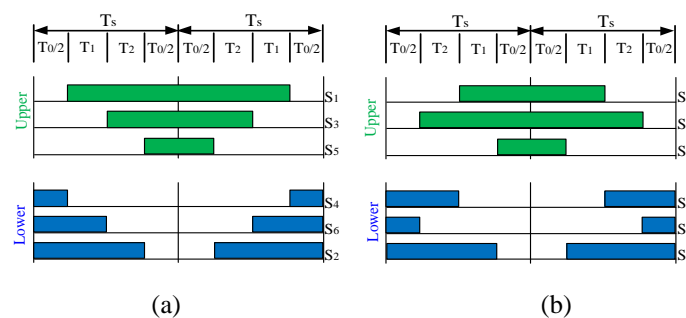 Ts Ts
T0/2 T1 T2 T0/2 T0/2 T2 T1 T0/2
Upper
S1
S3
S5
Lower
S4
S6
S2
(a)
Ts Ts
T0/2 T2 T1 T0/2 T0/2 T1 T2 T0/2
Upper
S
S
S
Lower
S
S
S
(b)